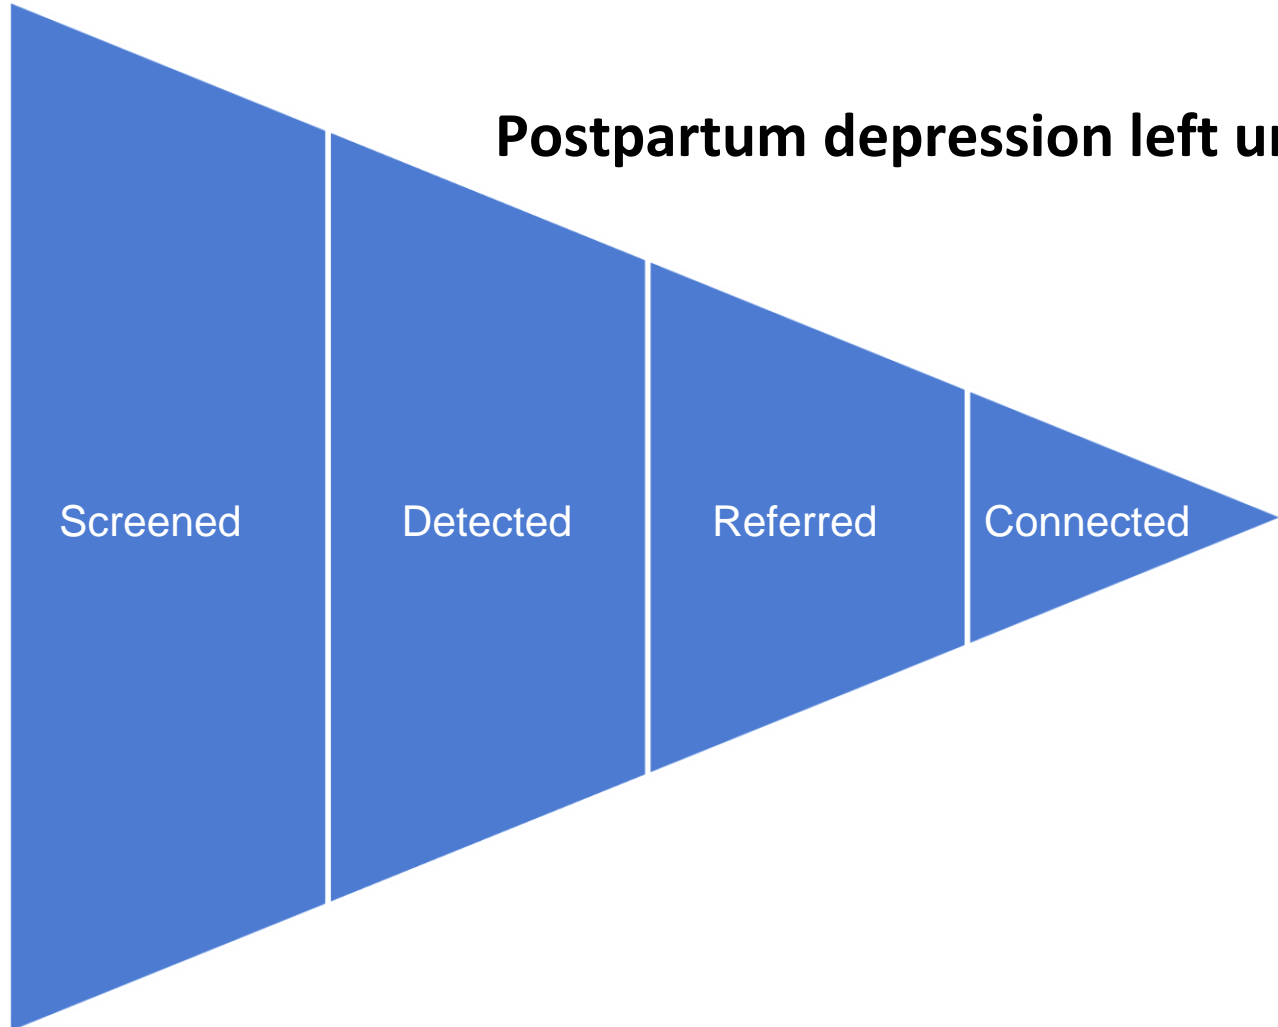 Postpartum depression left
Screened
Detected
Referred
Connected